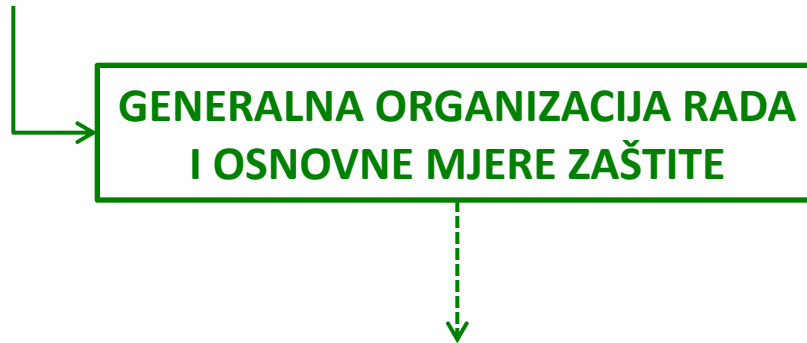 GENERALNA ORGANIZACIJA RADA
I OSNOVNE MJERE ZAŠTITE